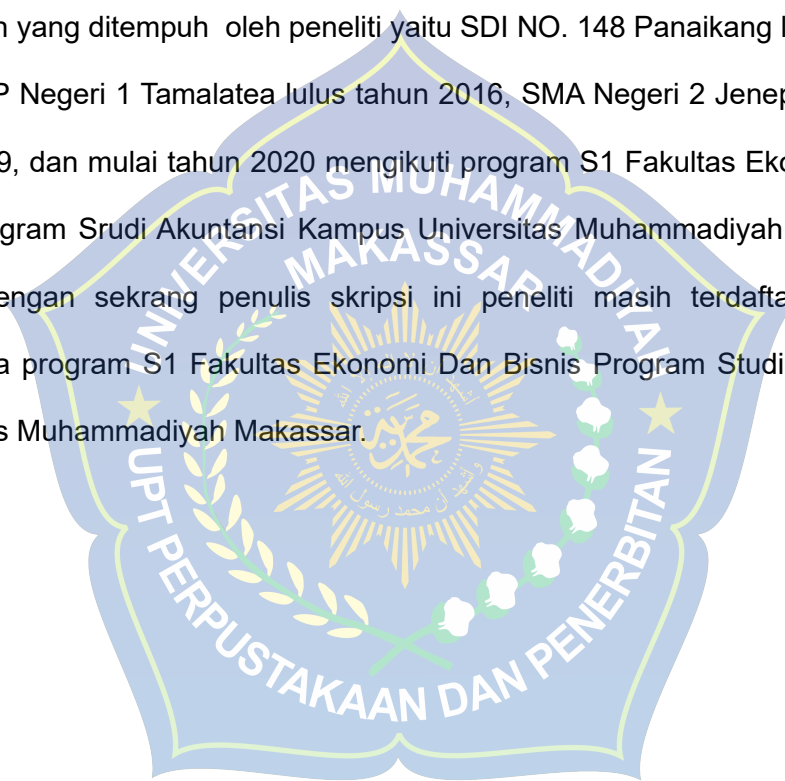 n yang ditempuh oleh peneliti yaitu SDI NO. 148 Panaikang
P Negeri 1 Tamalatea lulus tahun 2016, SMA Negeri 2 Jenep
9, dan mulai tahun 2020 mengikuti program S1 Fakultas Eko
gram Srudi Akuntansi Kampus Universitas Muhammadiyah
engan sekrang penulis skripsi ini peneliti masih terdafta
a program S1 Fakultas Ekonomi Dan Bisnis Program Studi
s Muhammadiyah Makassar.
UNIVERSITAS MUHAMMADIYAH
MAKASSAR
UPT PERPUSTAKAAN DAN PENERBITAN